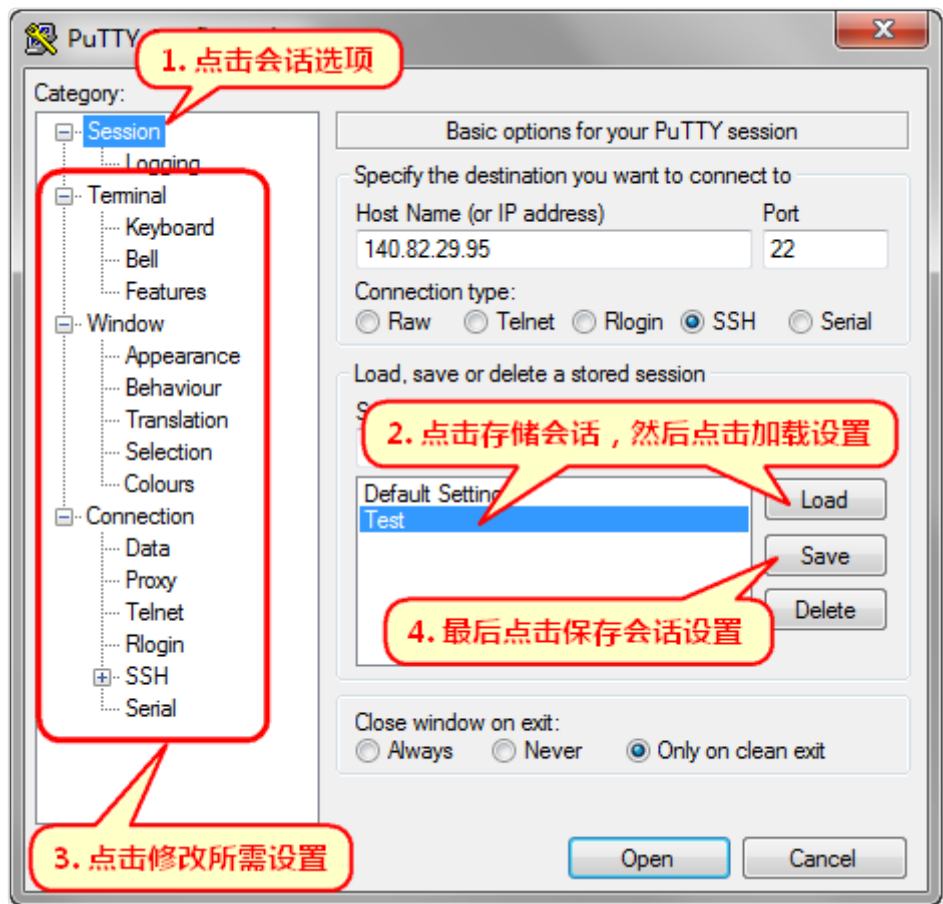 PuTTY
1. 点击会话选项
Category:
Session
Logging
Terminal
Keyboard
Bell
Features
Window
Appearance
Behaviour
Translation
Selection
Colours
Connection
Data
Proxy
Telnet
Rlogin
SSH
Serial
3. 点击修改所需设置
Basic options for your PuTTY session
Specify the destination you want to connect to
Host Name (or IP address) Port
140.82.29.95 22
Connection type:
Raw Telnet Rlogin SSH Serial
Load, save or delete a stored session
2. 点击存储会话，然后点击加载设置
Default Setting
Test
Load
Save
Delete
4. 最后点击保存会话设置
Close window on exit:
Always Never Only on clean exit
Open Cancel